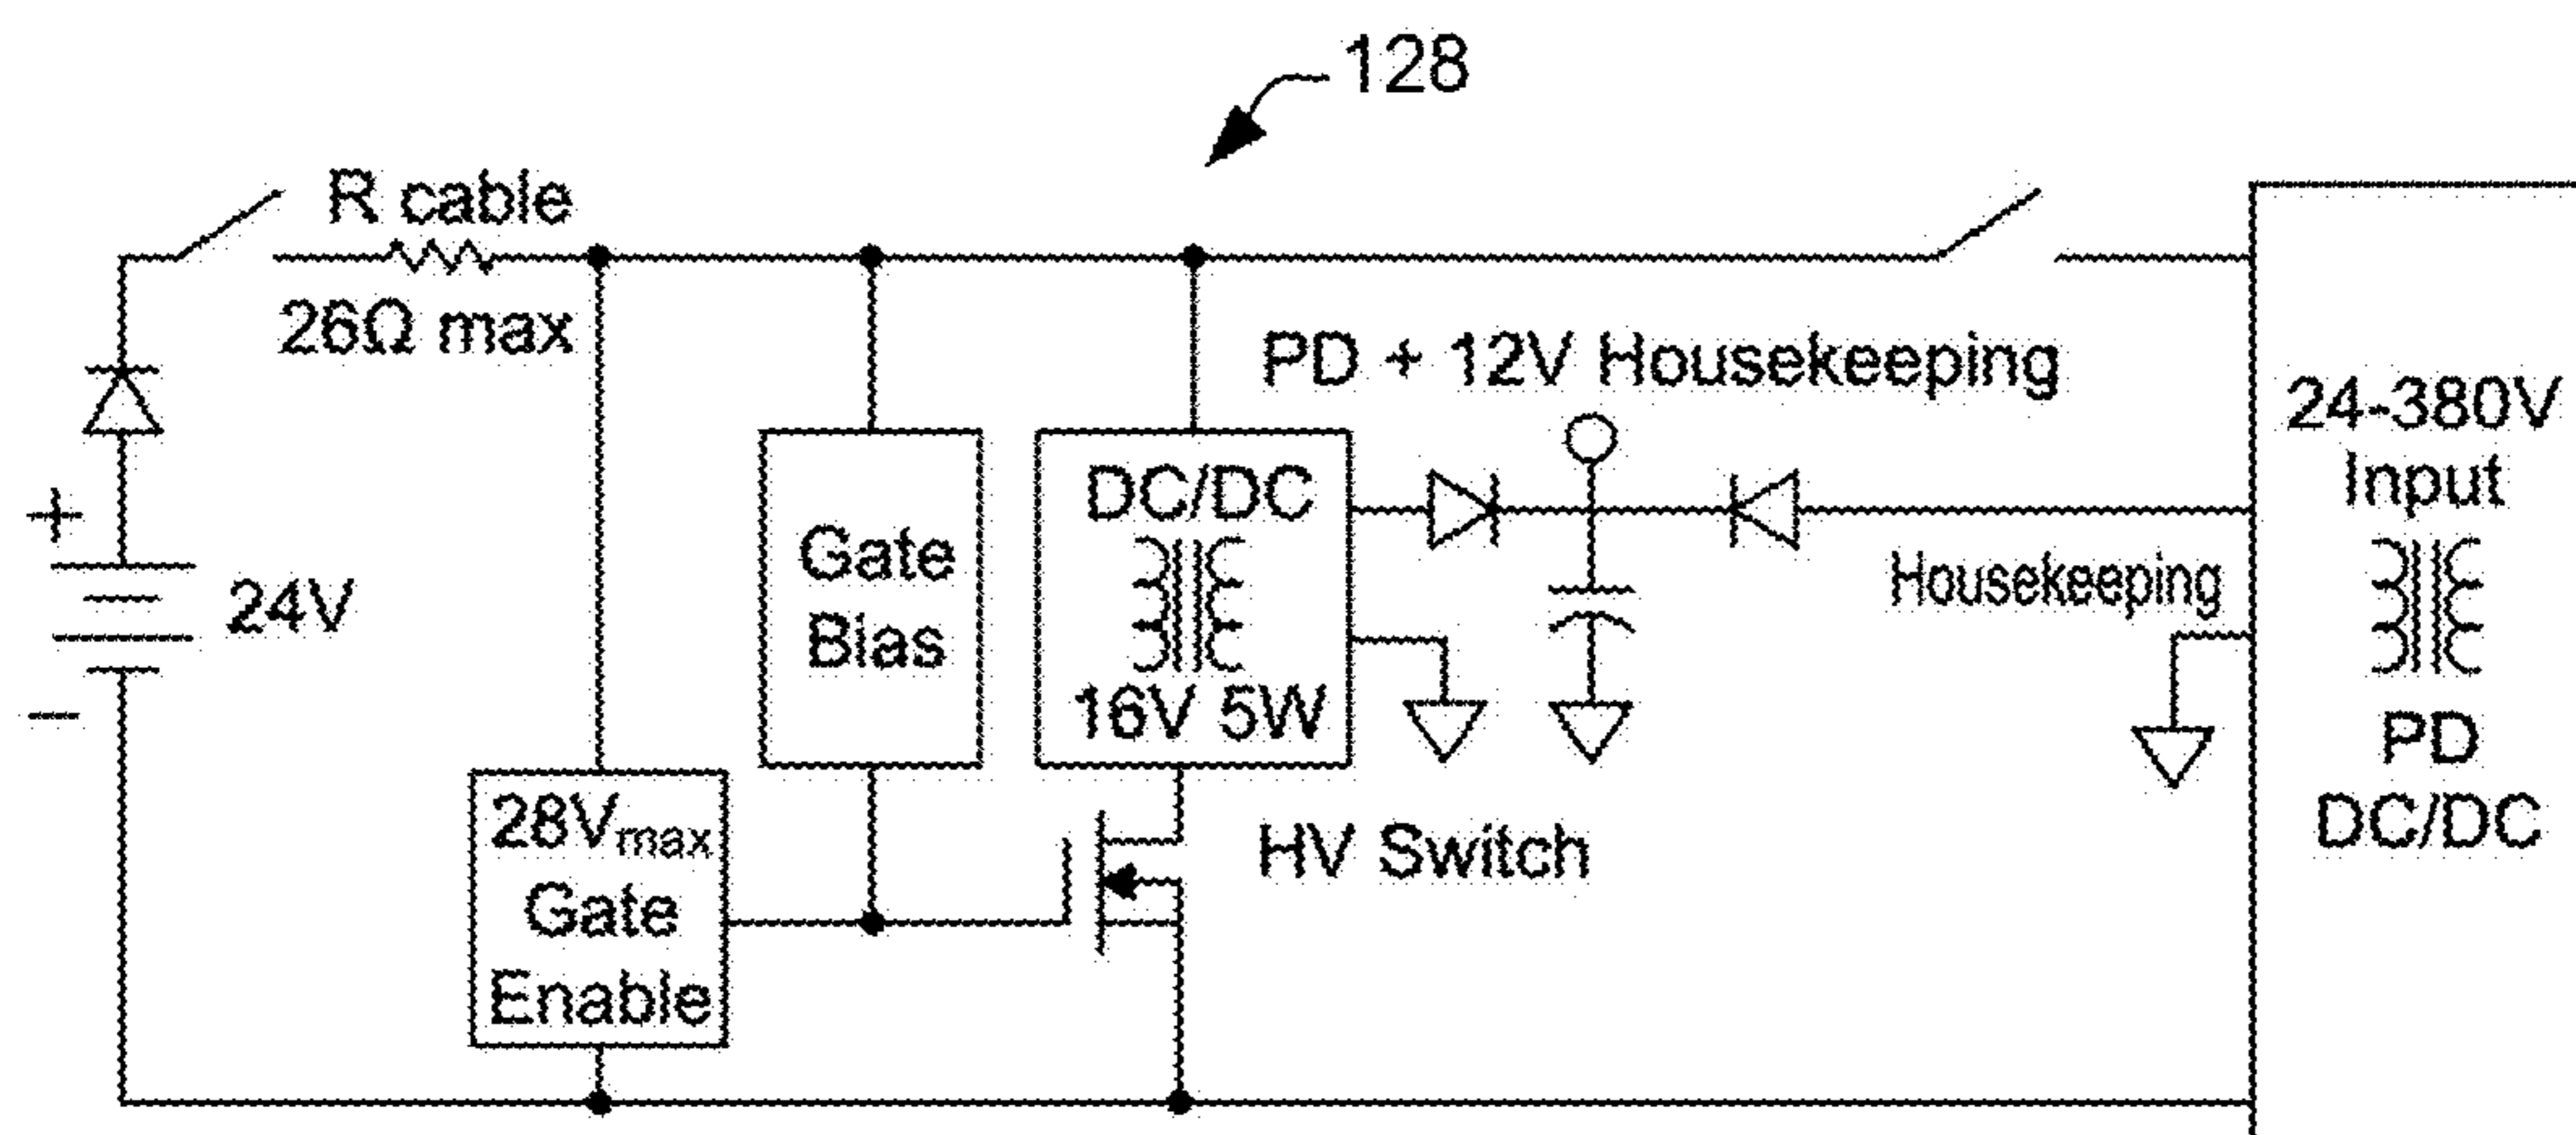 128
R cable
26Ω max
+
24V
−
28Vmax
Gate
Enable
Gate
Bias
DC/DC
16V 5W
PD + 12V Housekeeping
HV Switch
Housekeeping
24-380V
Input
PD
DC/DC